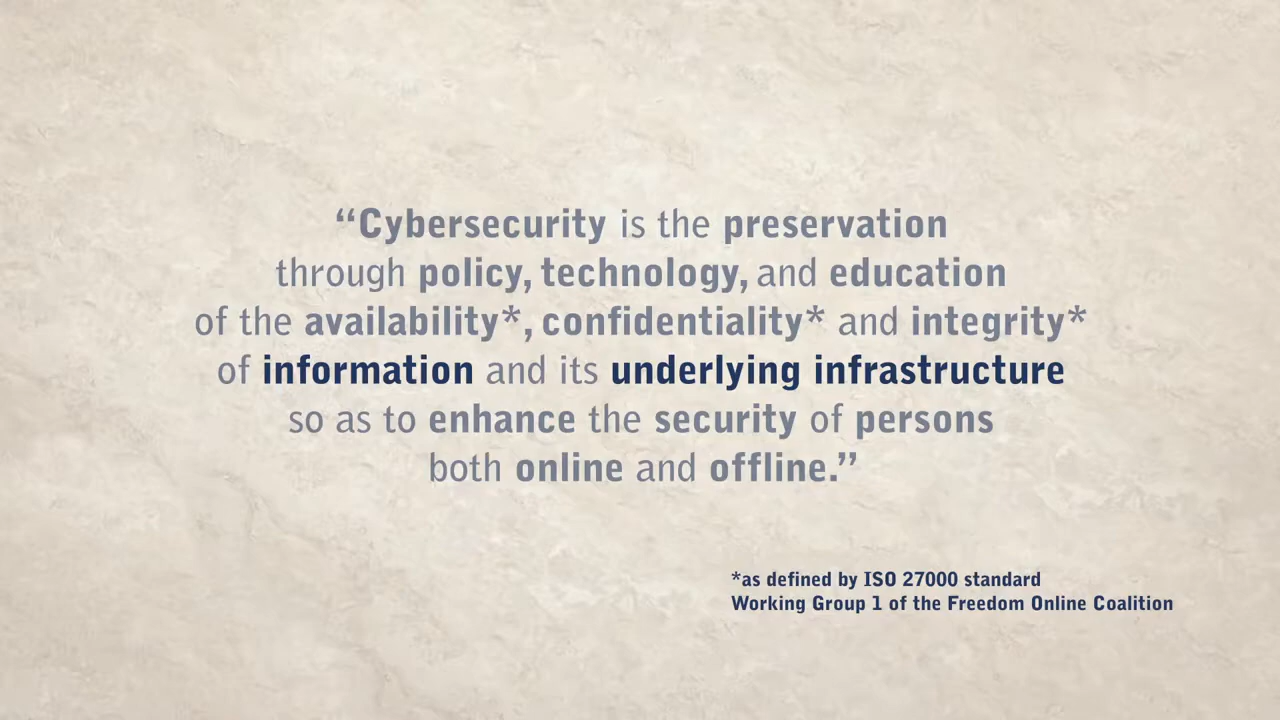 “Cybersecurity is the preservation
through policy, technology, and education
of the availability*, confidentiality* and integrity*
of information and its underlying infrastructure
so as to enhance the security of persons
both online and offline.”
*as defined by ISO 27000 standard
Working Group 1 of the Freedom Online Coalition